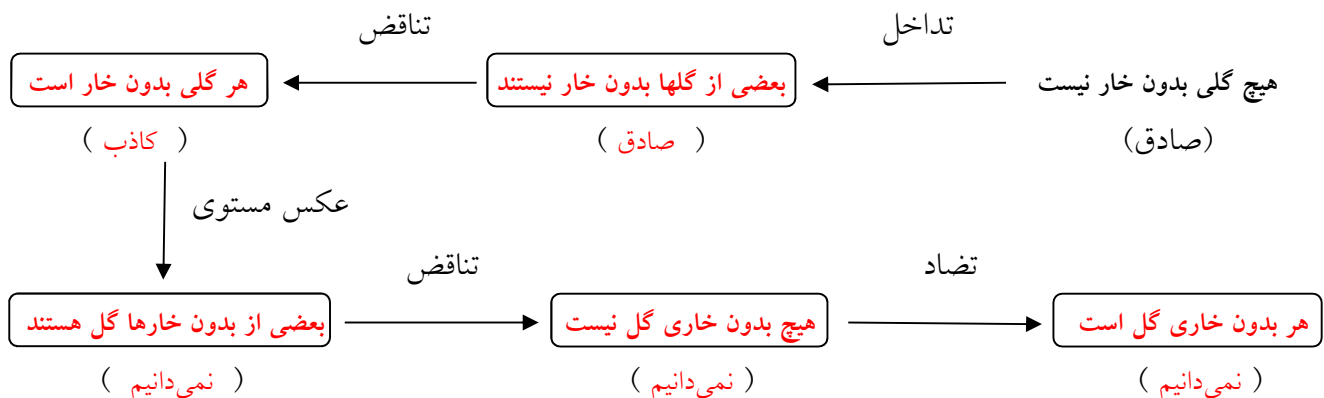 تداخل
تناقض
هیچ گلی بدون خار نیست
بعضی از گلها بدون خار نیستند
هر گلی بدون خار است
(صادق)
( صادق )
( کاذب )
عکس مستوی
تناقض
تضاد
بعضی از بدون خارها گل هستند
هیچ بدون خاری گل نیست
هر بدون خاری گل است
( نمی‌دانیم )
( نمی‌دانیم )
( نمی‌دانیم )